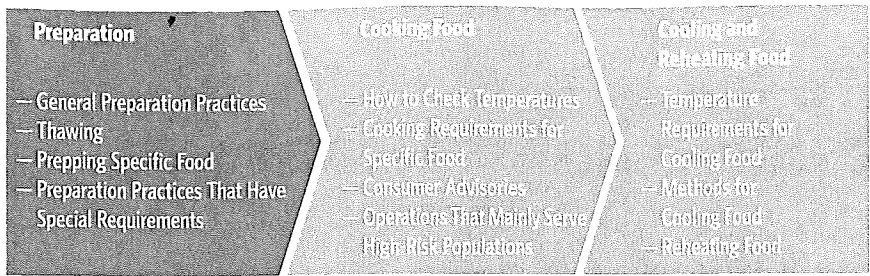 Preparation
— General Preparation Practices
— Thawing
— Prepping Specific Food
— Preparation Practices That Have
Special Requirements
Cooking Food
— How to Check Temperatures
— Cooking Requirements for
Specific Food
— Consumer Advisories
— Operations That Mainly Serve
High-Risk Populations
Cooling and
Reheating Food
— Temperature
Requirements for
Cooling Food
— Methods for
Cooling Food
— Reheating Food